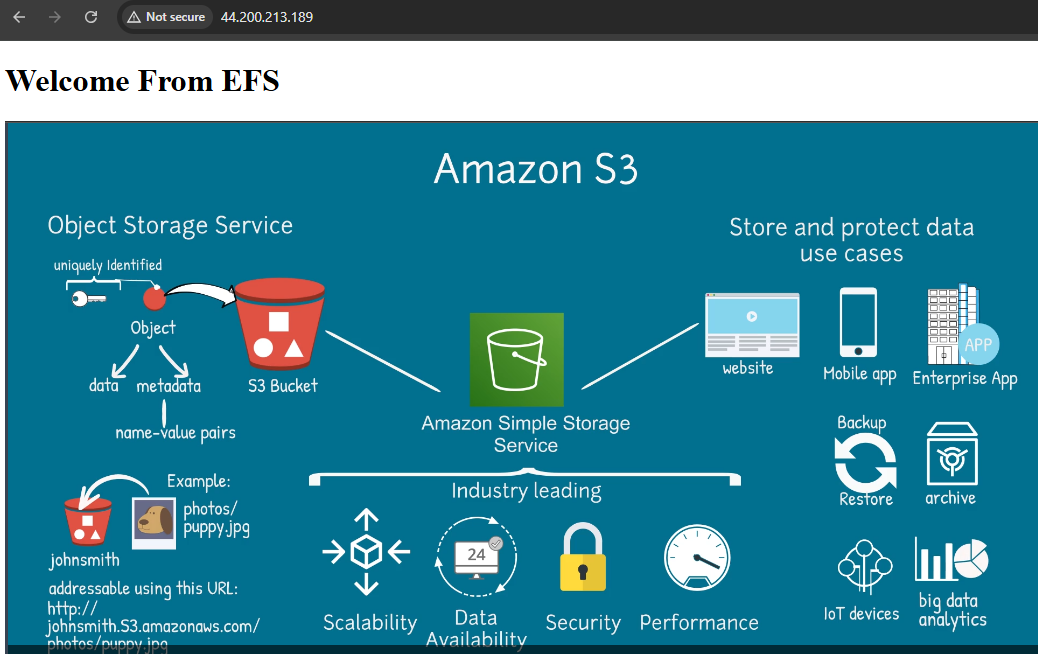 Not secure
44.200.213.189
Welcome From EFS
Amazon S3
Object Storage Service
uniquely Identified
Object
data
metadata
name-value pairs
S3 Bucket
Example:
photos/
puppy.jpg
johnsmith
addressable using this URL:
http://
johnsmith.S3.amazonaws.com/
photos/puppy.jpg
Amazon Simple Storage
Service
Industry leading
24
Scalability
Data
Availability
Security
Performance
Store and protect data
use cases
website
Mobile app
APP
Enterprise App
Backup
Restore
archive
IoT devices
big data
analytics